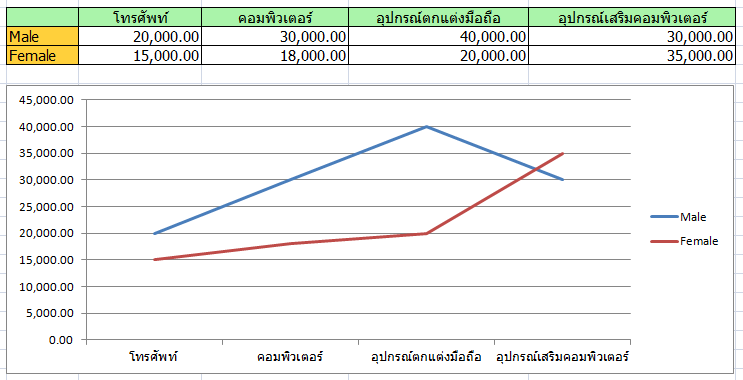 โทรศัพท์ คอมพิวเตอร์ อุปกรณ์ตกแต่งมือถือ อุปกรณ์เสริมคอมพิวเตอร์
Male 20,000.00 30,000.00 40,000.00 30,000.00
Female 15,000.00 18,000.00 20,000.00 35,000.00
45,000.00
40,000.00
35,000.00
30,000.00
25,000.00
20,000.00
15,000.00
10,000.00
5,000.00
0.00
โทรศัพท์ คอมพิวเตอร์ อุปกรณ์ตกแต่งมือถือ อุปกรณ์เสริมคอมพิวเตอร์
Male
Female